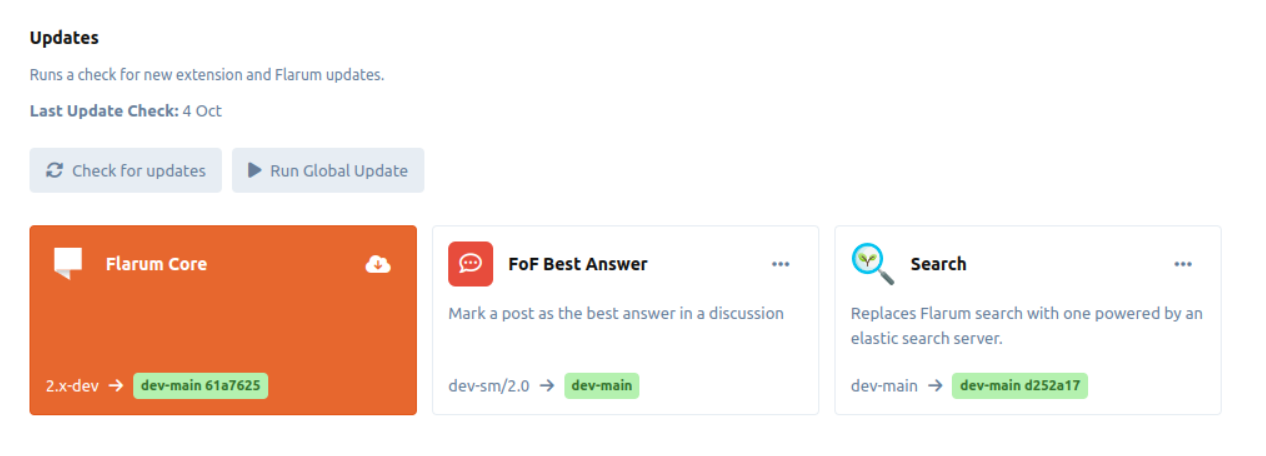 Updates
Runs a check for new extension and Flarum updates.
Last Update Check: 4 Oct
Check for updates
Run Global Update
Flarum Core
2.x-dev → dev-main 61a7625
FoF Best Answer
Mark a post as the best answer in a discussion
dev-sm/2.0 → dev-main
Search
Replaces Flarum search with one powered by an
elastic search server.
dev-main → dev-main d252a17